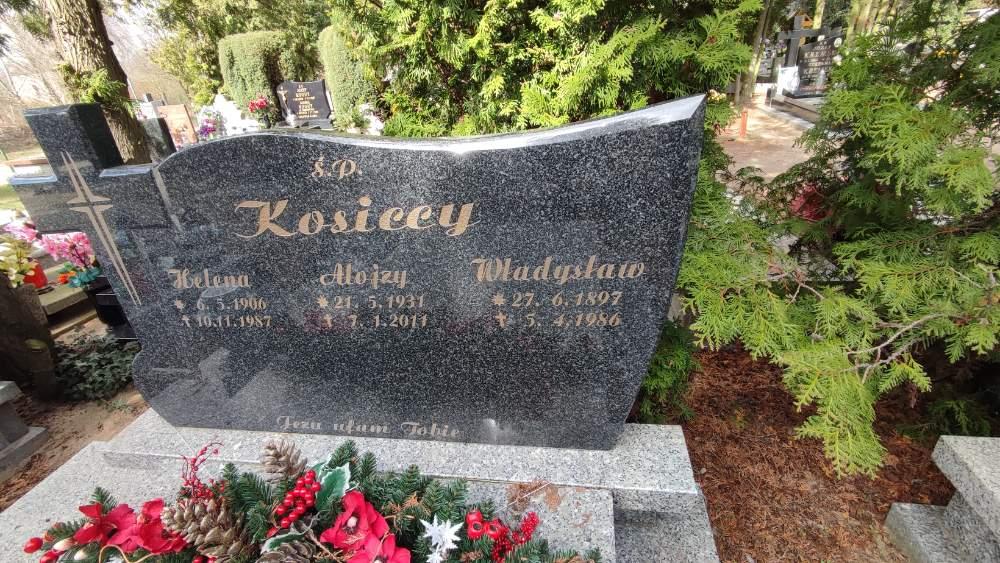 Ś.P.
Kosiccy
Helena
* 6. 5. 1906
✝ 10. 11. 1987
Alojzy
* 21. 5. 1931
✝ 7. 1. 2011
Władysław
* 27. 6. 1897
✝ 5. 4. 1986
Jezu ufam Tobie